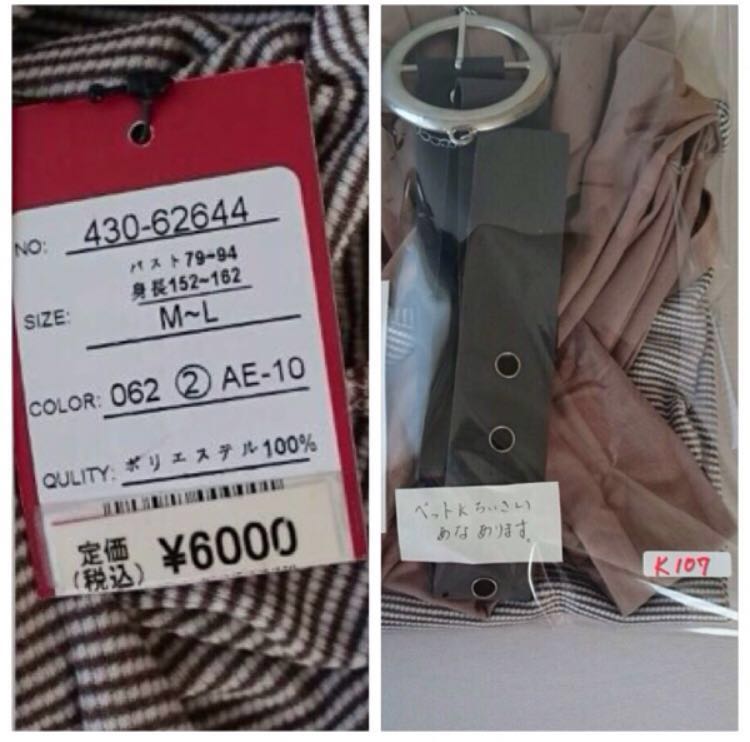 NO: 430-62644
バスト79~94
身長152~162
SIZE: M~L
COLOR: 062 ② AE-10
QULITY: ポリエステル100%
定価
(税込) ¥6000
ベットにちいさい
あなあります。
K107